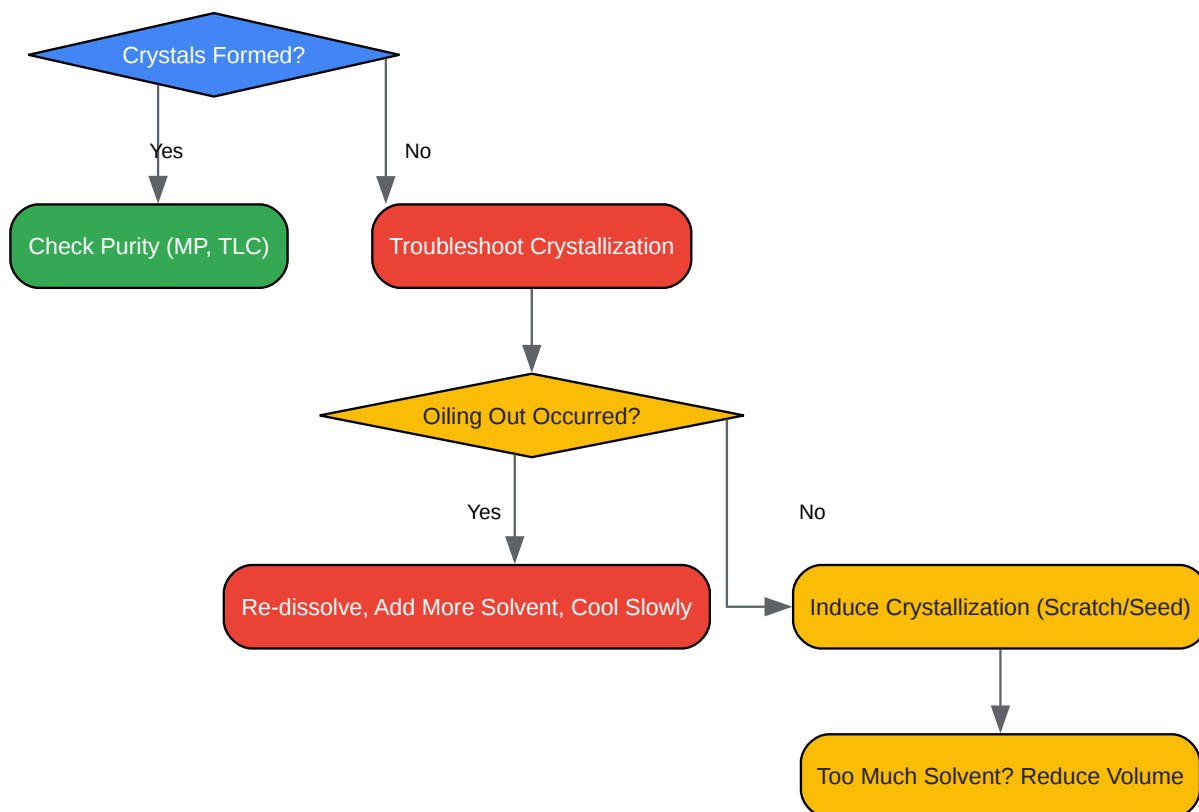 Crystals Formed?
Yes
No
Check Purity (MP, TLC)
Troubleshoot Crystallization
Oiling Out Occurred?
Yes
No
Re-dissolve, Add More Solvent, Cool Slowly
Induce Crystallization (Scratch/Seed)
Too Much Solvent? Reduce Volume